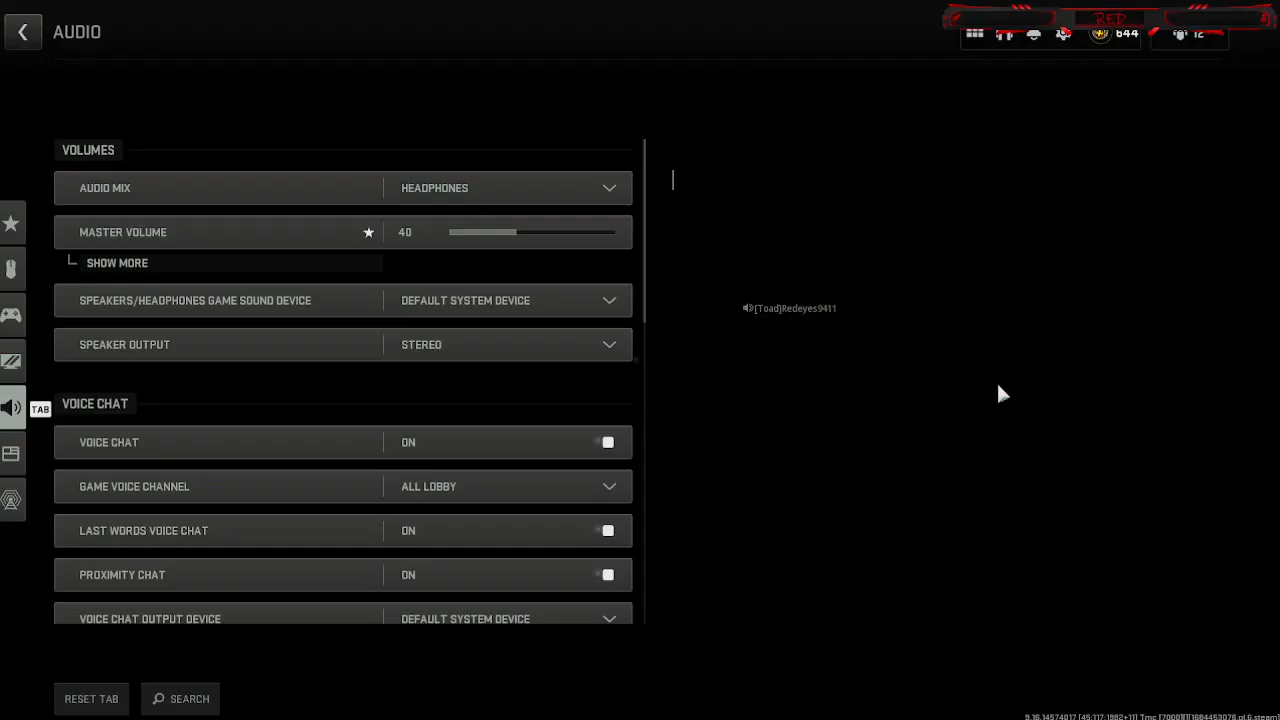 AUDIO
RED
644
12
VOLUMES
AUDIO MIX
HEADPHONES
MASTER VOLUME
40
SHOW MORE
SPEAKERS/HEADPHONES GAME SOUND DEVICE
DEFAULT SYSTEM DEVICE
[Toad]Redeyes9411
SPEAKER OUTPUT
STEREO
TAB
VOICE CHAT
VOICE CHAT
ON
GAME VOICE CHANNEL
ALL LOBBY
LAST WORDS VOICE CHAT
ON
PROXIMITY CHAT
ON
VOICE CHAT OUTPUT DEVICE
DEFAULT SYSTEM DEVICE
RESET TAB
SEARCH